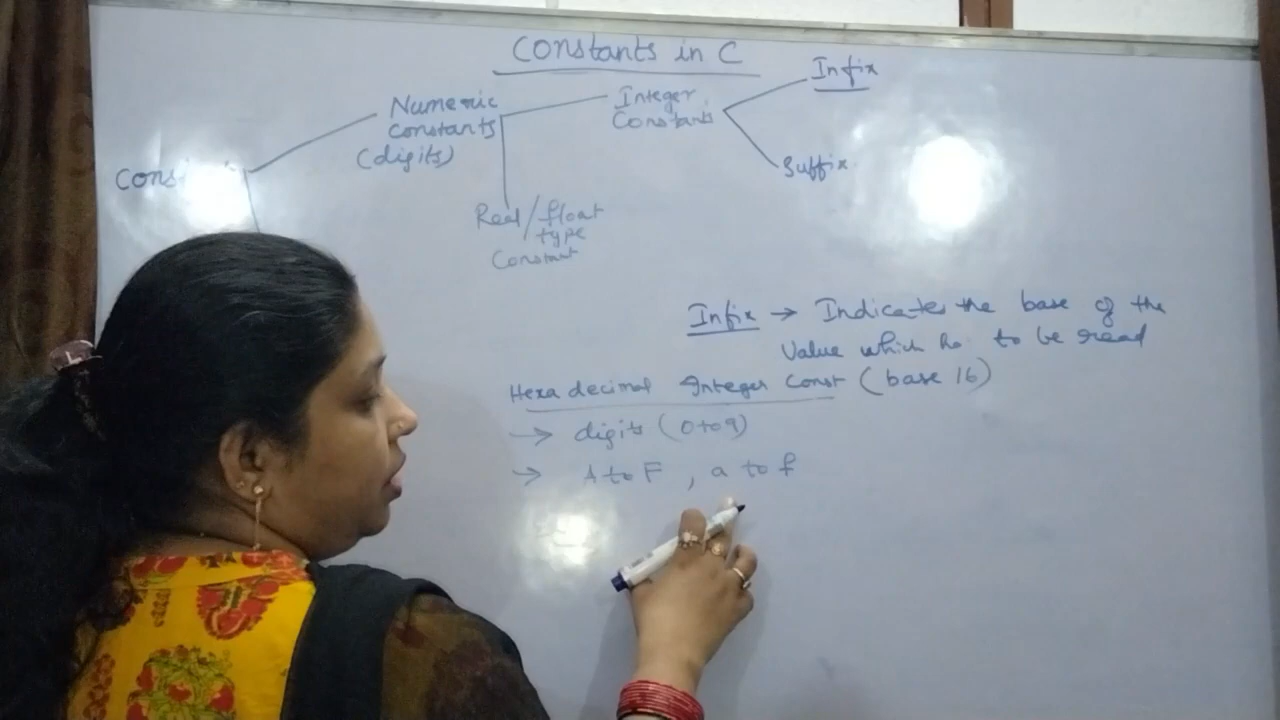 Constants in C
Infix
Numeric
constants
(digits)
Integer
Constants
Suffix
Real/float
type
Constant
Infix → Indicates the base of the
Value which has to be read
Hexa decimal Integer Const (base 16)
→ digits (0 to 9)
→ A to F , a to f